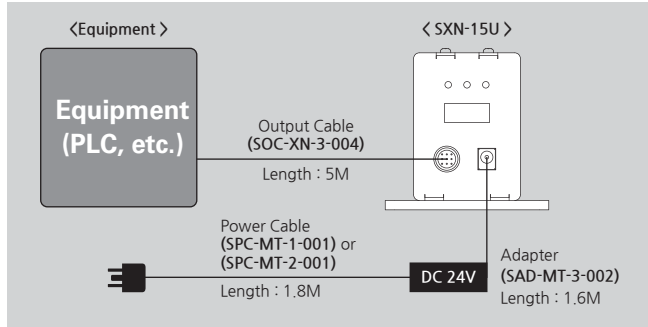 〈Equipment〉
〈SXN-15U〉
Equipment
(PLC, etc.)
Output Cable
(SOC-XN-3-004)
Length : 5M
Power Cable
(SPC-MT-1-001) or
(SPC-MT-2-001)
Length : 1.8M
DC 24V
Adapter
(SAD-MT-3-002)
Length : 1.6M